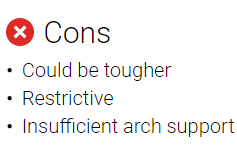 Cons
• Could be tougher
• Restrictive
• Insufficient arch support